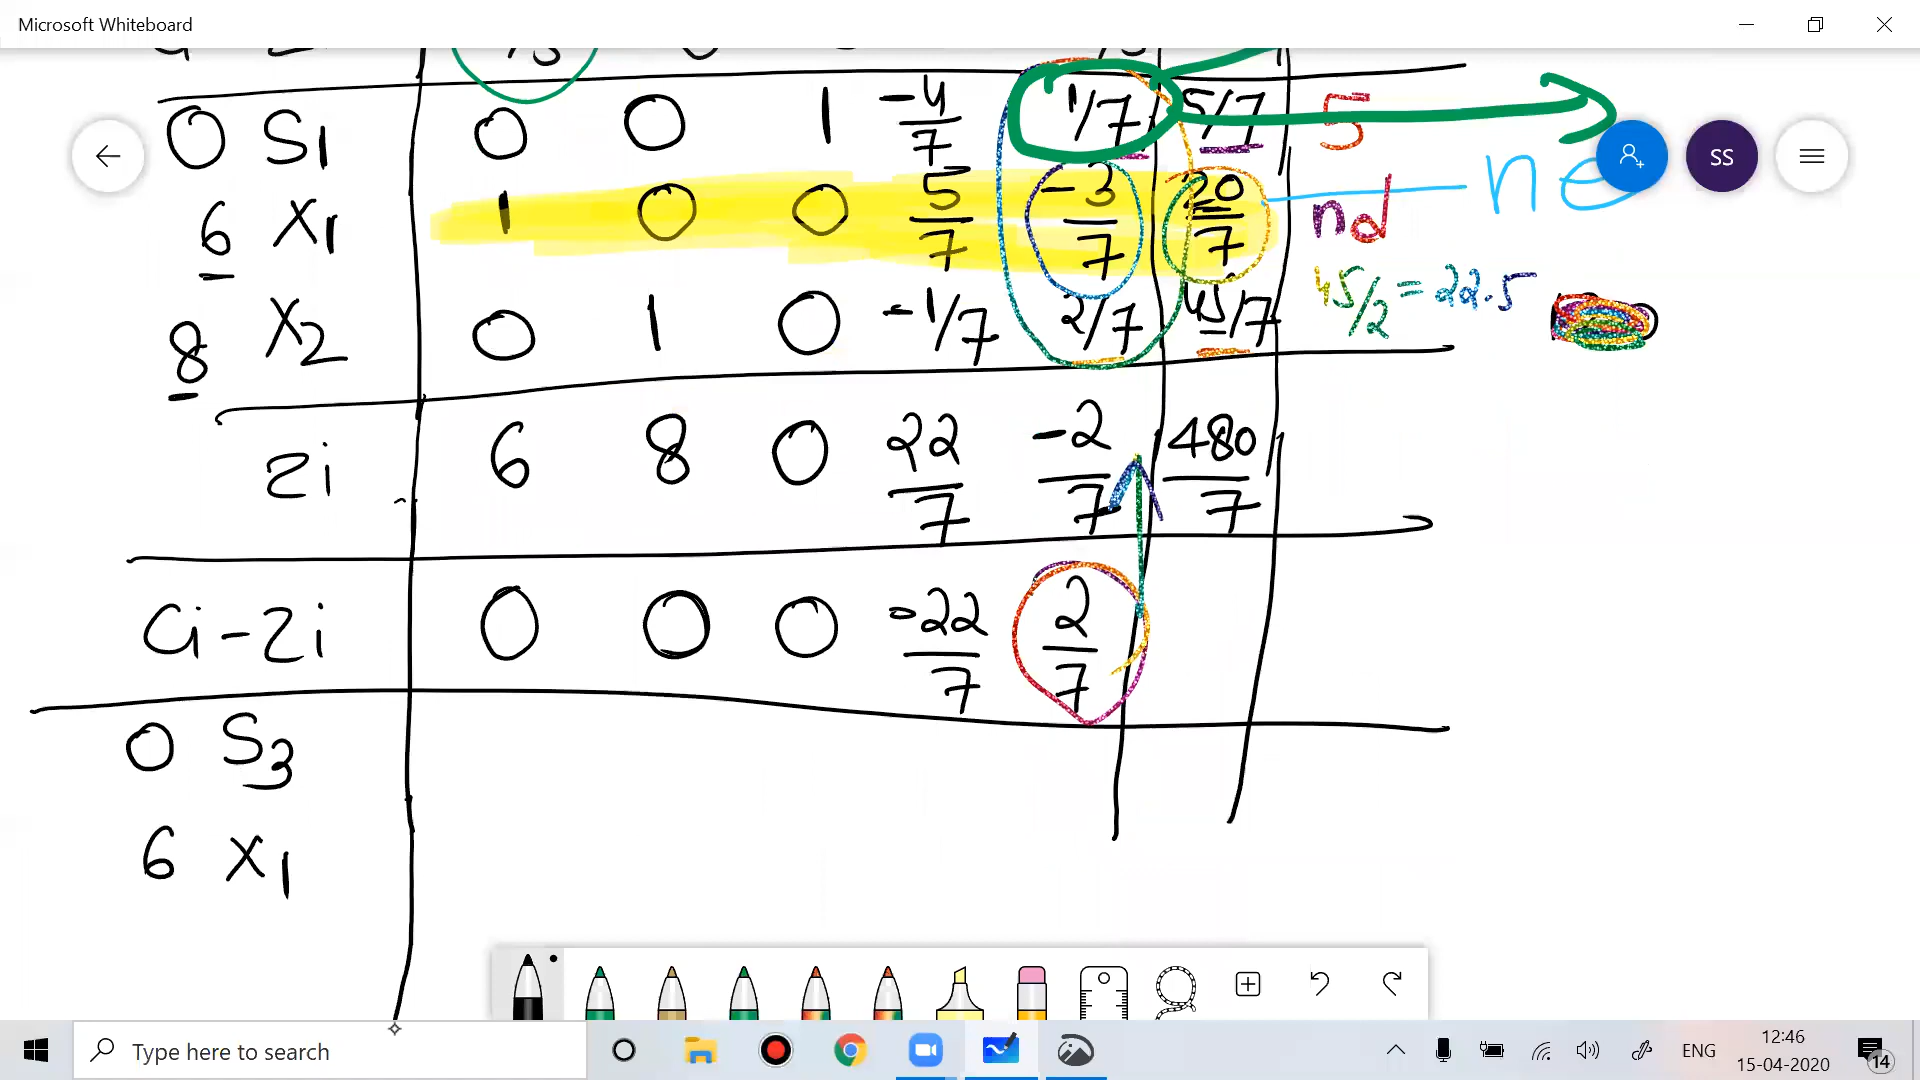 Microsoft Whiteboard
0 S1 0 0 1 -4/7 1/7 5/7 5
6 X1 1 0 0 5/7 -3/7 20/7 nd ne
8 X2 0 1 0 -1/7 2/7 45/7 45/2 = 22.5
Zi 6 8 0 22/7 -2/7 480/7
Ci - Zi 0 0 0 -22/7 2/7
0 S3
6 X1
SS
Type here to search
ENG
12:46
15-04-2020
14